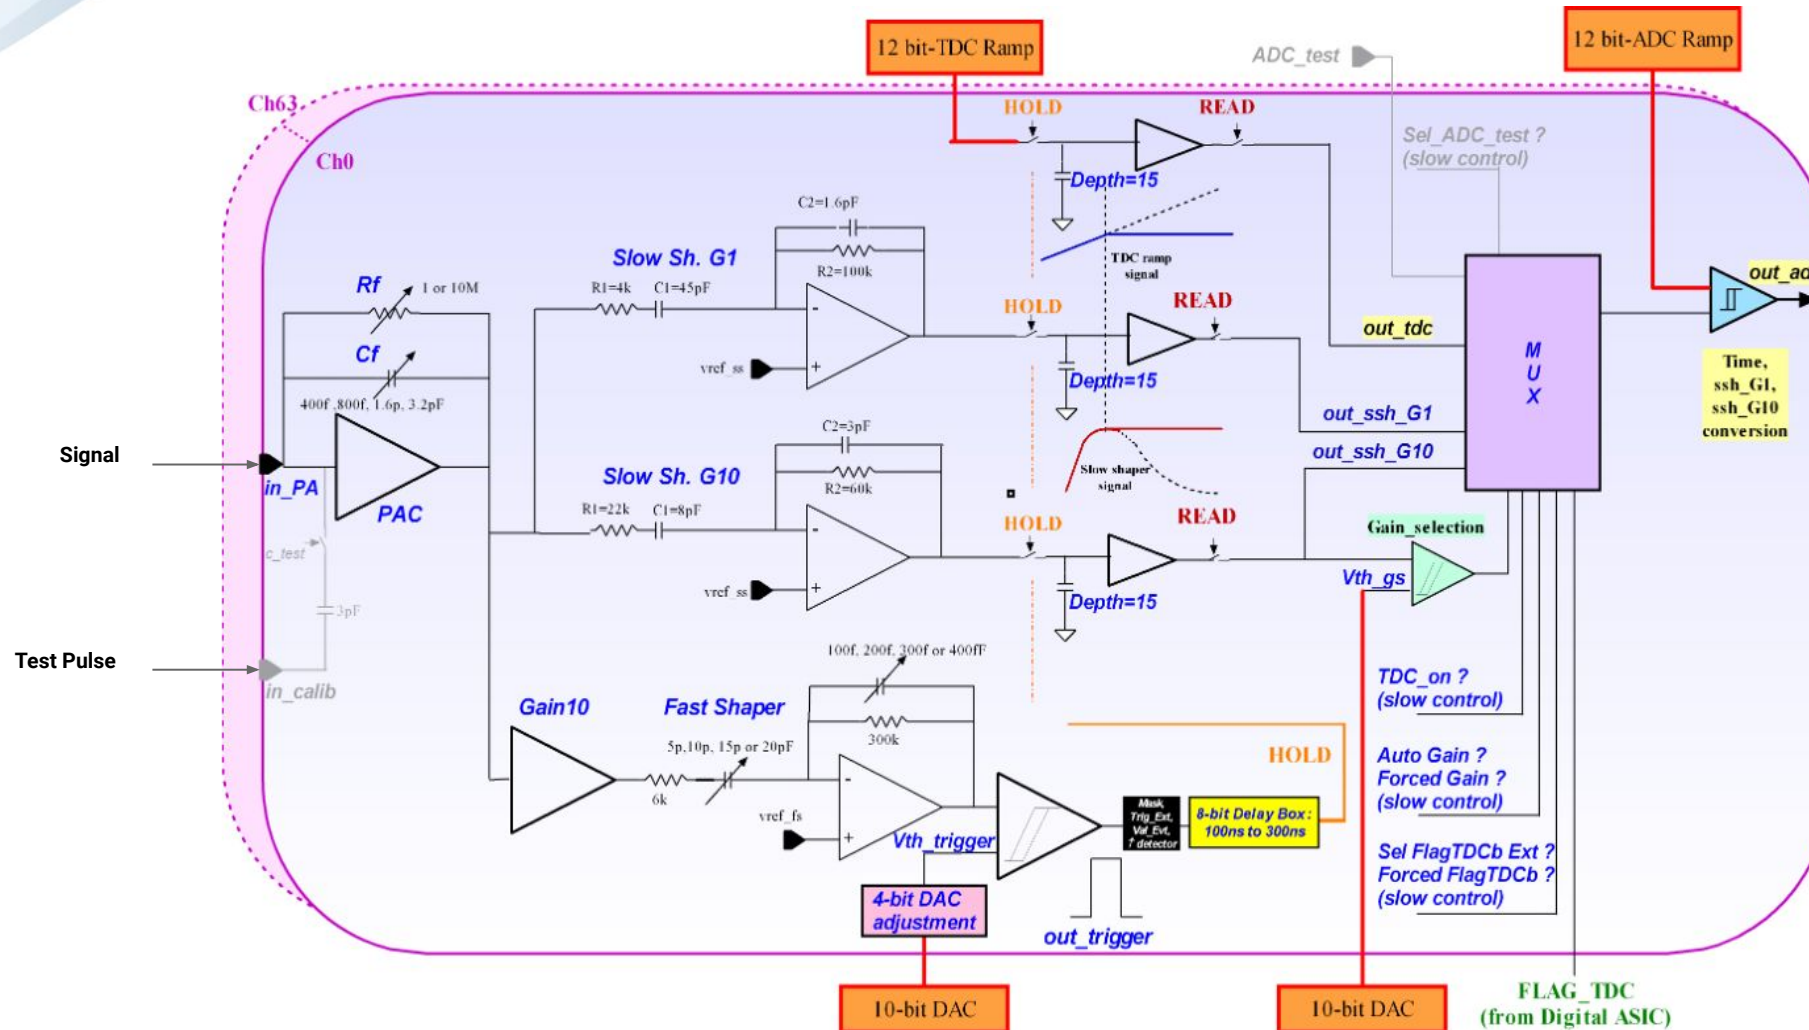 12 bit-TDC Ramp
12 bit-ADC Ramp
ADC_test
Ch63
Ch0
HOLD
READ
Sel_ADC_test ?
(slow control)
Depth=15
C2=1.6pF
R2=100k
Slow Sh. G1
R1=4k
C1=45pF
TDC ramp
signal
Rf
1 or 10M
Cf
400f ,800f, 1.6p, 3.2pF
HOLD
READ
-
+
vref_ss
Depth=15
out_tdc
M
U
X
out_ad
Time,
ssh_G1,
ssh_G10
conversion
out_ssh_G1
out_ssh_G10
Signal
in_PA
PAC
C2=3pF
R2=60k
Slow Sh. G10
R1=22k
C1=8pF
Slow shaper
signal
HOLD
READ
Gain_selection
-
+
vref_ss
Depth=15
Vth_gs
c_test
3pF
Test Pulse
in_calib
100f, 200f, 300f or 400fF
300k
Gain10
Fast Shaper
5p,10p, 15p or 20pF
6k
-
+
vref_fs
Vth_trigger
HOLD
Mask,
Trig_Ext,
Val_Evt,
↑ detector
8-bit Delay Box :
100ns to 300ns
TDC_on ?
(slow control)
Auto Gain ?
Forced Gain ?
(slow control)
Sel FlagTDCb Ext ?
Forced FlagTDCb ?
(slow control)
4-bit DAC
adjustment
out_trigger
10-bit DAC
10-bit DAC
FLAG_TDC
(from Digital ASIC)